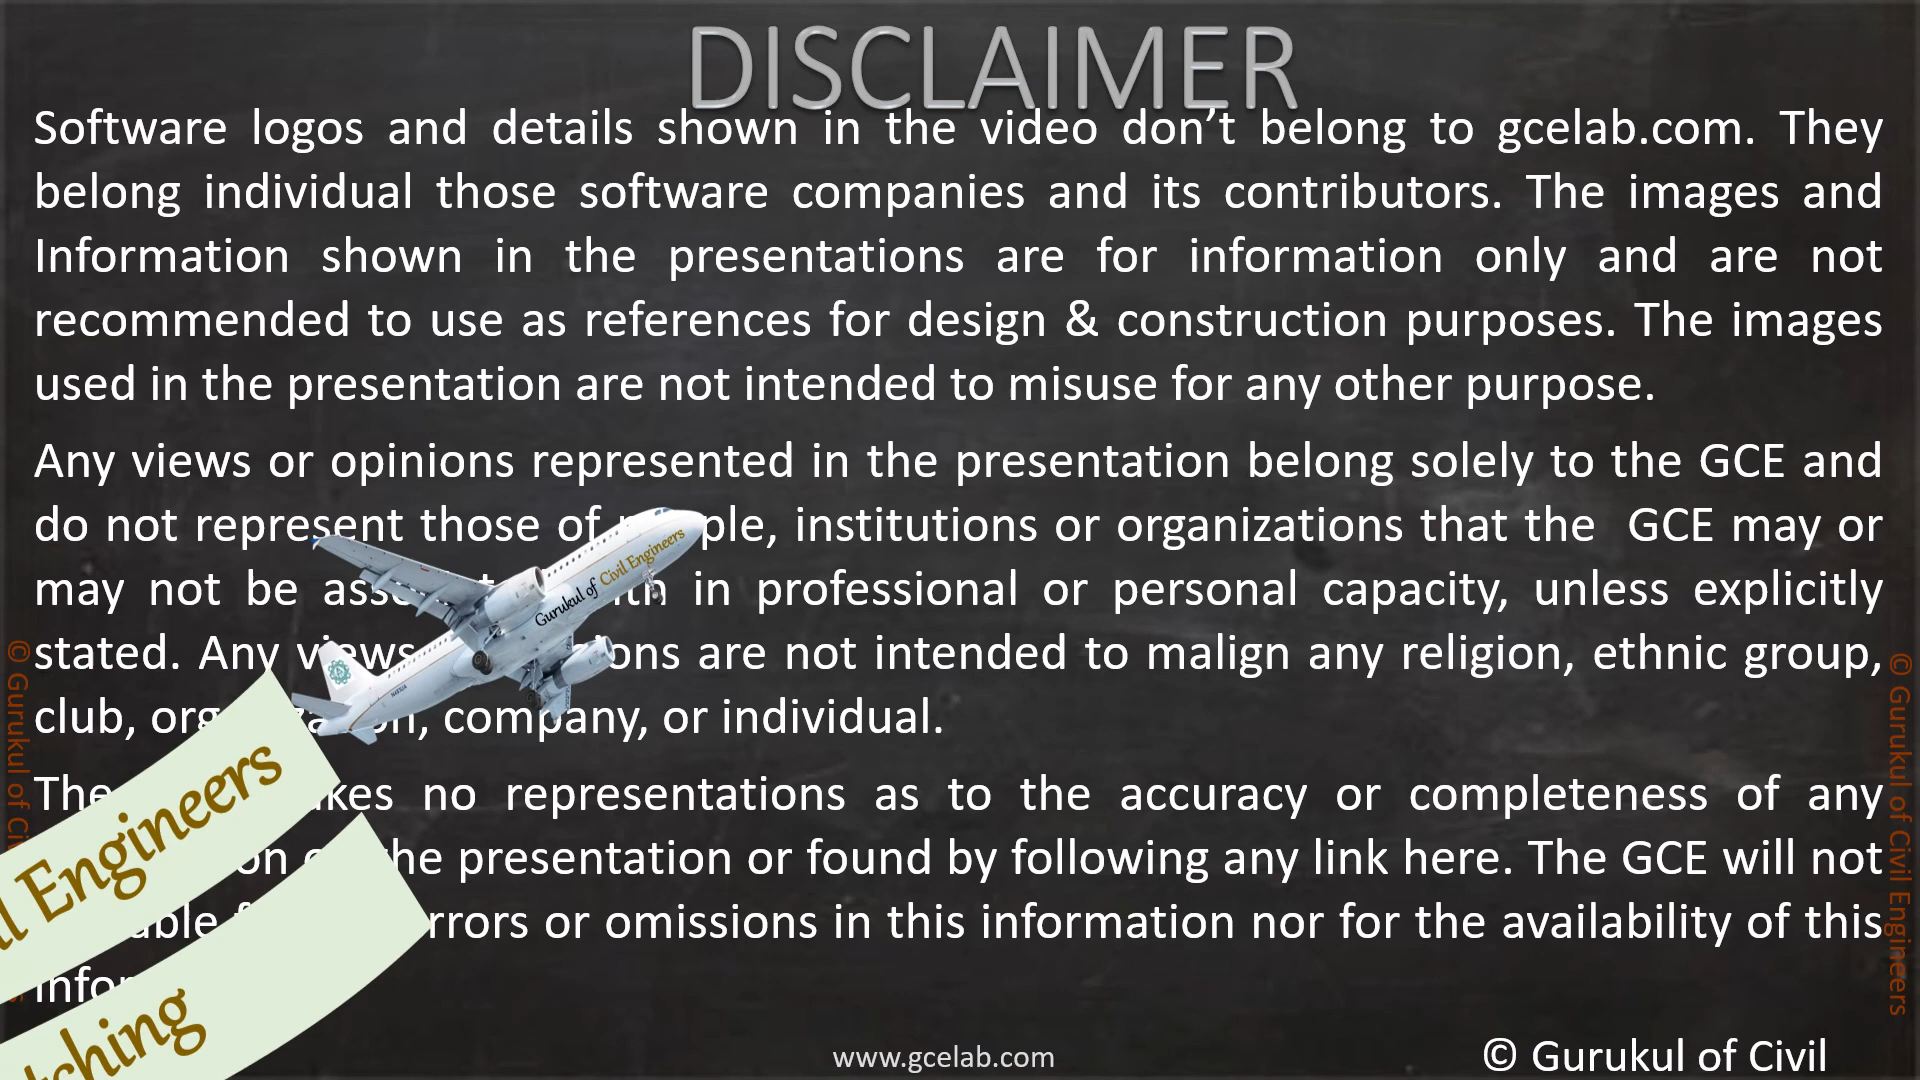 DISCLAIMER
Software logos and details shown in the video don't belong to gcelab.com. They
belong individual those software companies and its contributors. The images and
Information shown in the presentations are for information only and are not
recommended to use as references for design & construction purposes. The images
used in the presentation are not intended to misuse for any other purpose.
Any views or opinions represented in the presentation belong solely to the GCE and
do not represent those of institutions or organizations that the GCE may or
may not be in professional or personal capacity, unless explicitly
stated. Any views are not intended to malign any religion, ethnic group,
club, company, or individual.
The no representations as to the accuracy or completeness of any
the presentation or found by following any link here. The GCE will not
or omissions in this information nor for the availability of this
Gurukul of Civil Engineers
Engineers
© Gurukul of
© Gurukul of Civil Engineers
www.gcelab.com
© Gurukul of Civil